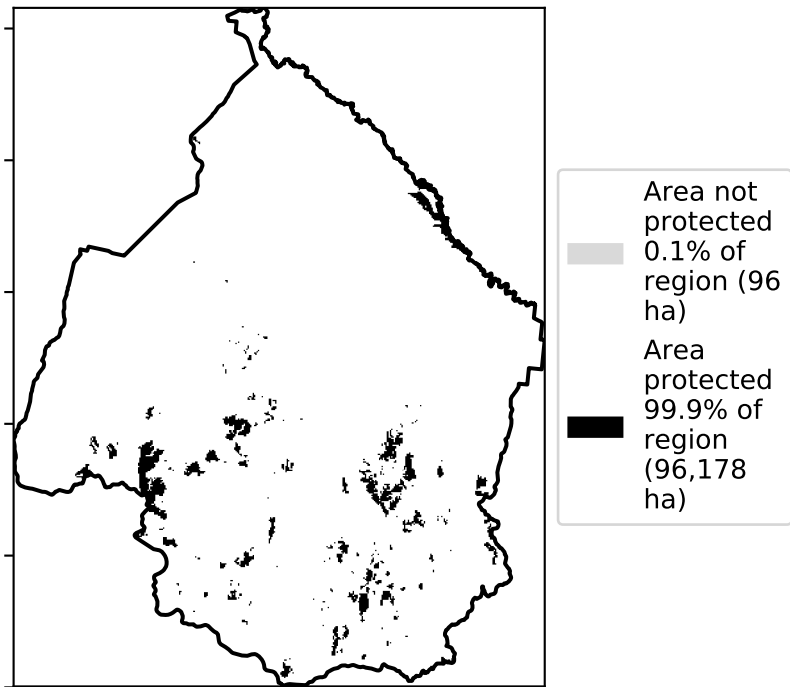 Area not
protected
0.1% of
region (96
ha)
Area
protected
99.9% of
region
(96,178
ha)